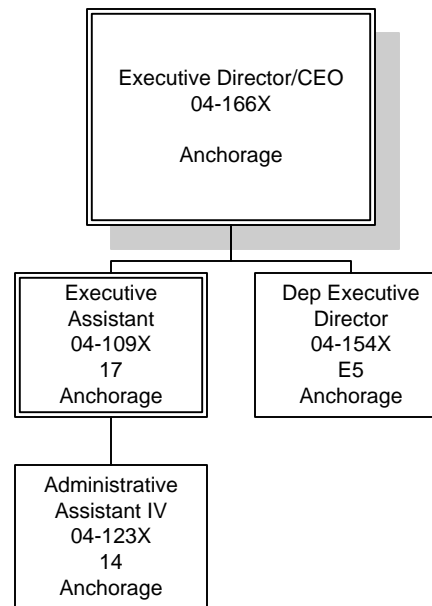 Executive Director/CEO
04-166X
Anchorage
Executive
Assistant
04-109X
17
Anchorage
Dep Executive
Director
04-154X
E5
Anchorage
Administrative
Assistant IV
04-123X
14
Anchorage